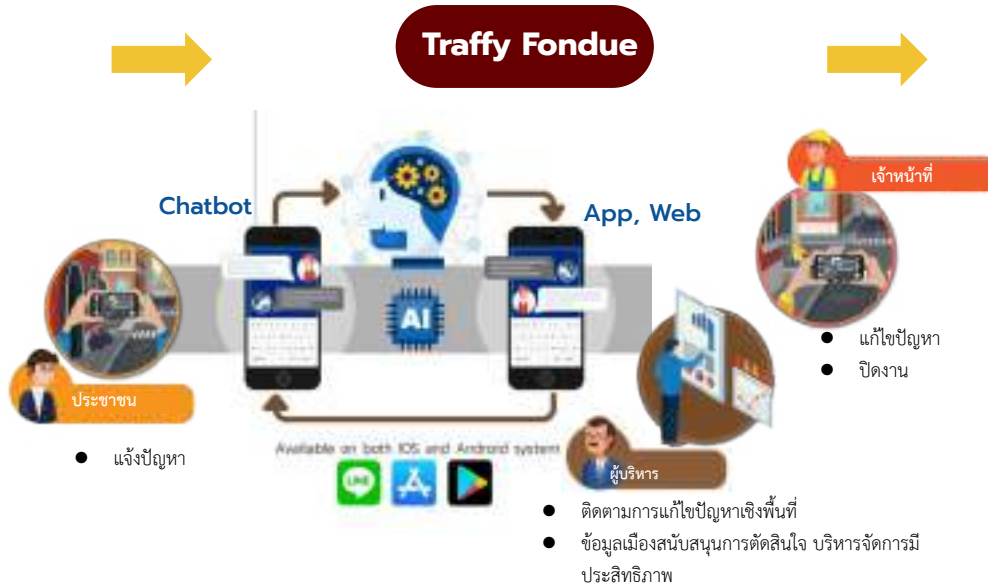 Traffy Fondue
Chatbot
App, Web
เจ้าหน้าที่
AI
ประชาชน
● แก้ไขปัญหา
● ปิดงาน
● แจ้งปัญหา
Available on both IOS and Android system
LINE
ผู้บริหาร
● ติดตามการแก้ไขปัญหาเชิงพื้นที่
● ข้อมูลเมืองสนับสนุนการตัดสินใจ บริหารจัดการมี
ประสิทธิภาพ